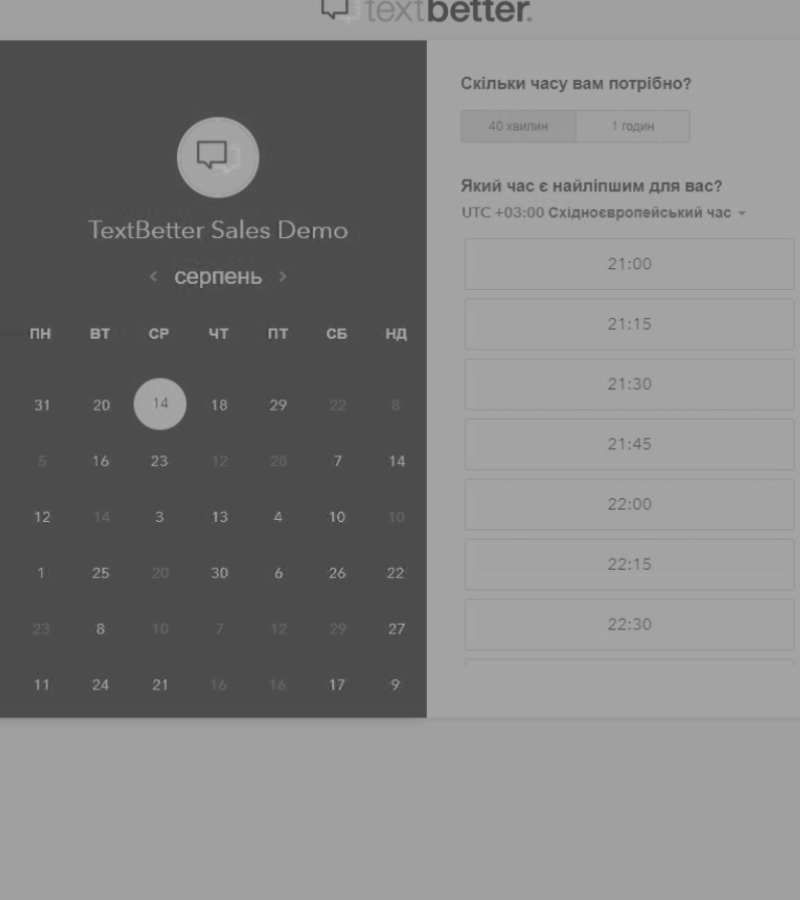 textbetter.
TextBetter Sales Demo
< серпень >
ПН ВТ СР ЧТ ПТ СБ НД
31 20 14 18 29 22 8
5 16 23 12 28 7 14
12 14 3 13 4 10 10
1 25 20 30 6 26 22
23 8 10 7 12 29 27
11 24 21 16 16 17 9
Скільки часу вам потрібно?
40 хвилин 1 годин
Який час є найліпшим для вас?
UTC +03:00 Східноєвропейський час
21:00
21:15
21:30
21:45
22:00
22:15
22:30